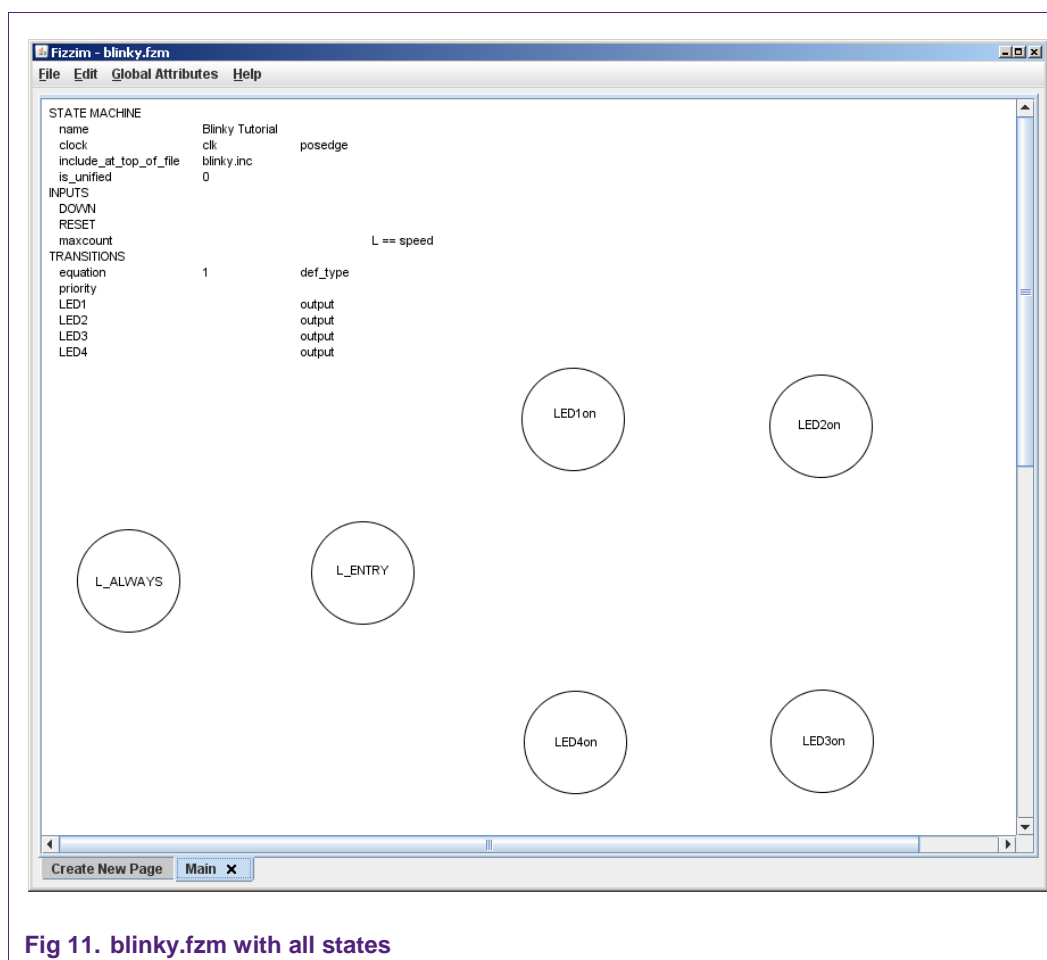 Fizzim - blinky.fzm
File Edit Global Attributes Help
STATE MACHINE
name Blinky Tutorial
clock clk posedge
include_at_top_of_file blinky.inc
is_unified 0
INPUTS
DOWN
RESET
maxcount L == speed
TRANSITIONS
equation 1 def_type
priority
LED1 output
LED2 output
LED3 output
LED4 output
LED1on
LED2on
L_ALWAYS
L_ENTRY
LED4on
LED3on
Create New Page Main X
Fig 11. blinky.fzm with all states